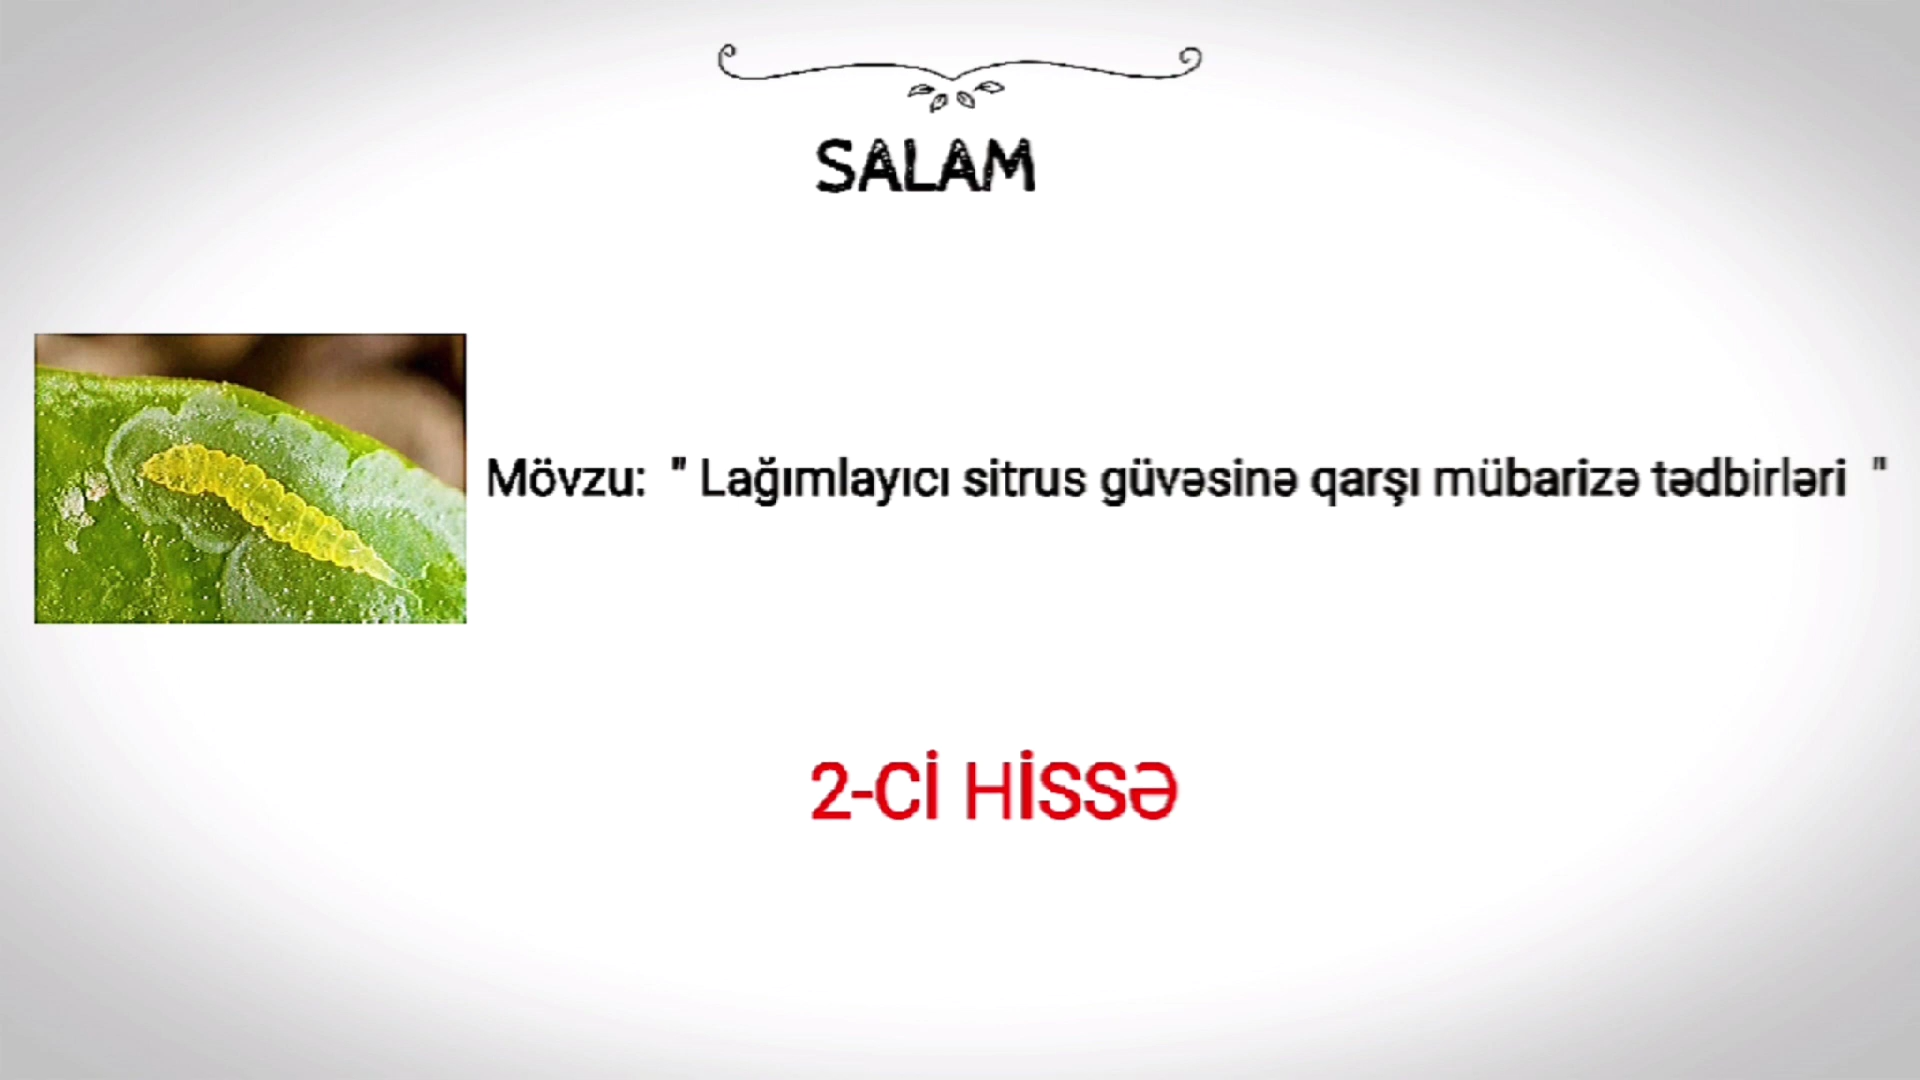 SALAM
Mövzu: " Lağımlayıcı sitrus güvəsinə qarşı mübarizə tədbirləri "
2-Cİ HİSSƏ